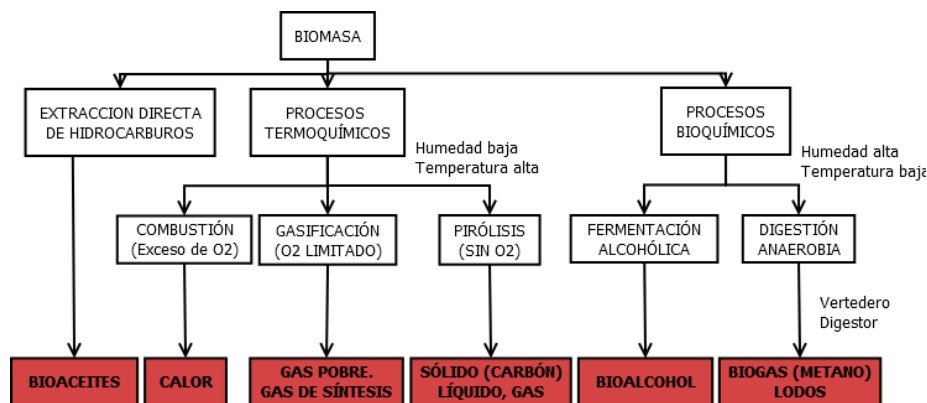 BIOMASA
EXTRACCION DIRECTA
DE HIDROCARBUROS
PROCESOS
TERMOQUÍMICOS
PROCESOS
BIOQUÍMICOS
Humedad baja
Temperatura alta
Humedad alta
Temperatura baja
COMBUSTIÓN
(Exceso de O2)
GASIFICACIÓN
(O2 LIMITADO)
PIRÓLISIS
(SIN O2)
FERMENTACIÓN
ALCOHÓLICA
DIGESTIÓN
ANAEROBIA
Vertedero
Digestor
BIOACEITES
CALOR
GAS POBRE.
GAS DE SÍNTESIS
SÓLIDO (CARBÓN)
LÍQUIDO, GAS
BIOALCOHOL
BIOGAS (METANO)
LODOS